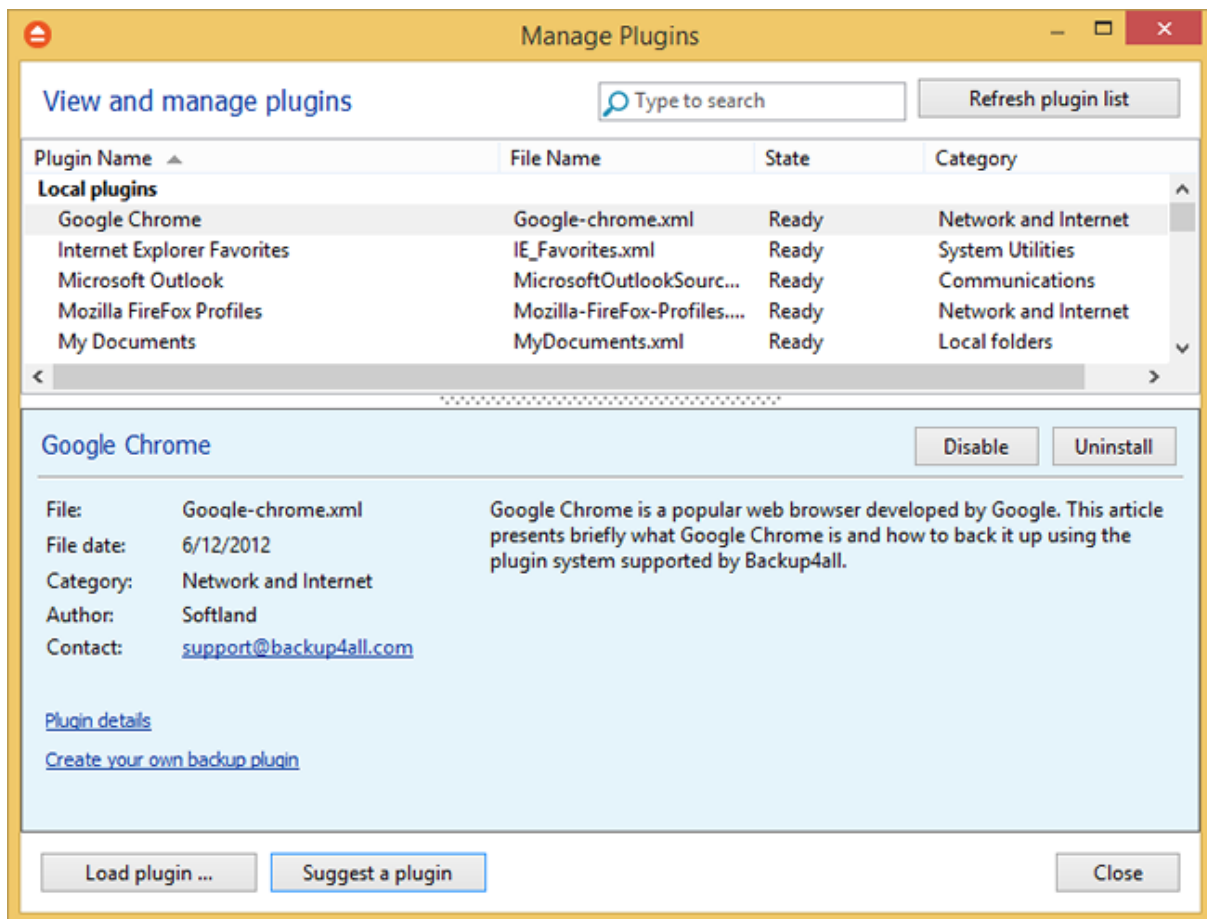 Manage Plugins
View and manage plugins
Type to search
Refresh plugin list
Plugin Name File Name State Category
Local plugins
Google Chrome Google-chrome.xml Ready Network and Internet
Internet Explorer Favorites IE_Favorites.xml Ready System Utilities
Microsoft Outlook MicrosoftOutlookSourc... Ready Communications
Mozilla FireFox Profiles Mozilla-FireFox-Profiles.... Ready Network and Internet
My Documents MyDocuments.xml Ready Local folders
Google Chrome
Disable
Uninstall
File: Google-chrome.xml
File date: 6/12/2012
Category: Network and Internet
Author: Softland
Contact: support@backup4all.com
Google Chrome is a popular web browser developed by Google. This article
presents briefly what Google Chrome is and how to back it up using the
plugin system supported by Backup4all.
Plugin details
Create your own backup plugin
Load plugin ...
Suggest a plugin
Close